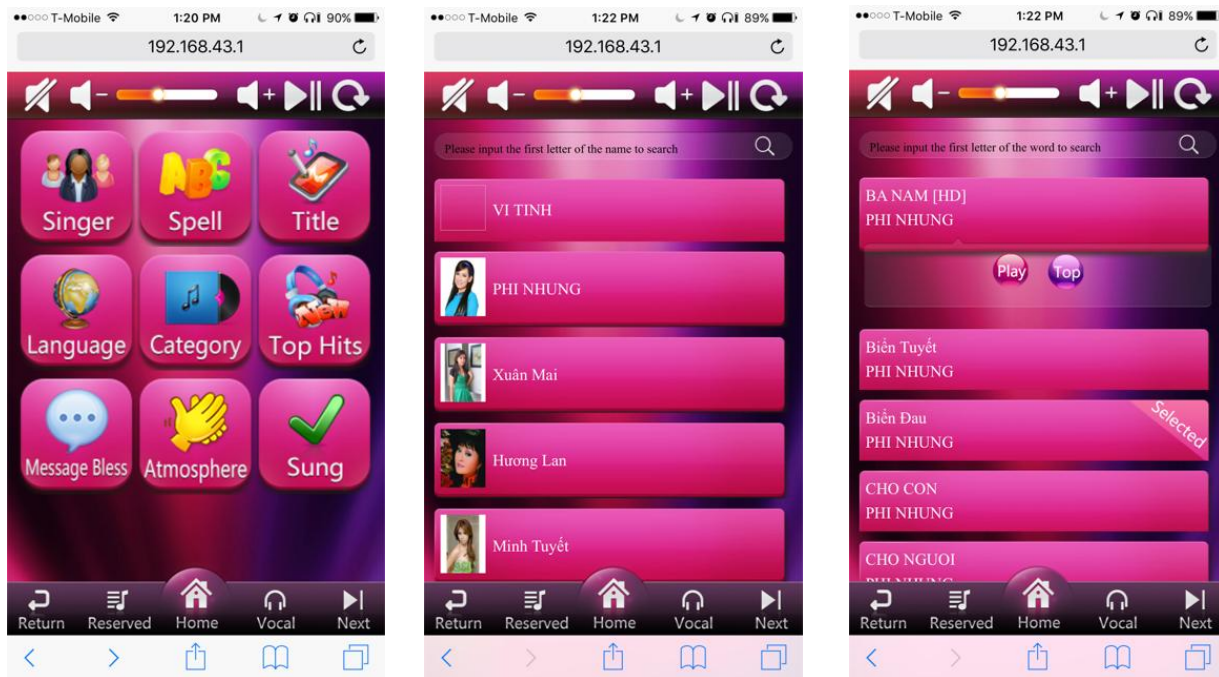 T-Mobile 1:20 PM 90%
192.168.43.1
- +
ABC
Singer Spell Title
New
Language Category Top Hits
Message Bless Atmosphere Sung
Return Reserved Home Vocal Next
T-Mobile 1:22 PM 89%
192.168.43.1
- +
Please input the first letter of the name to search
VI TINH
PHI NHUNG
Xuân Mai
Hương Lan
Minh Tuyết
Return Reserved Home Vocal Next
T-Mobile 1:22 PM 89%
192.168.43.1
- +
Please input the first letter of the word to search
BA NAM [HD]
PHI NHUNG
Play Top
Biến Tuyết
PHI NHUNG
Biển Đau
PHI NHUNG
Selected
CHO CON
PHI NHUNG
CHO NGUOI
PHI NHUNG
Return Reserved Home Vocal Next